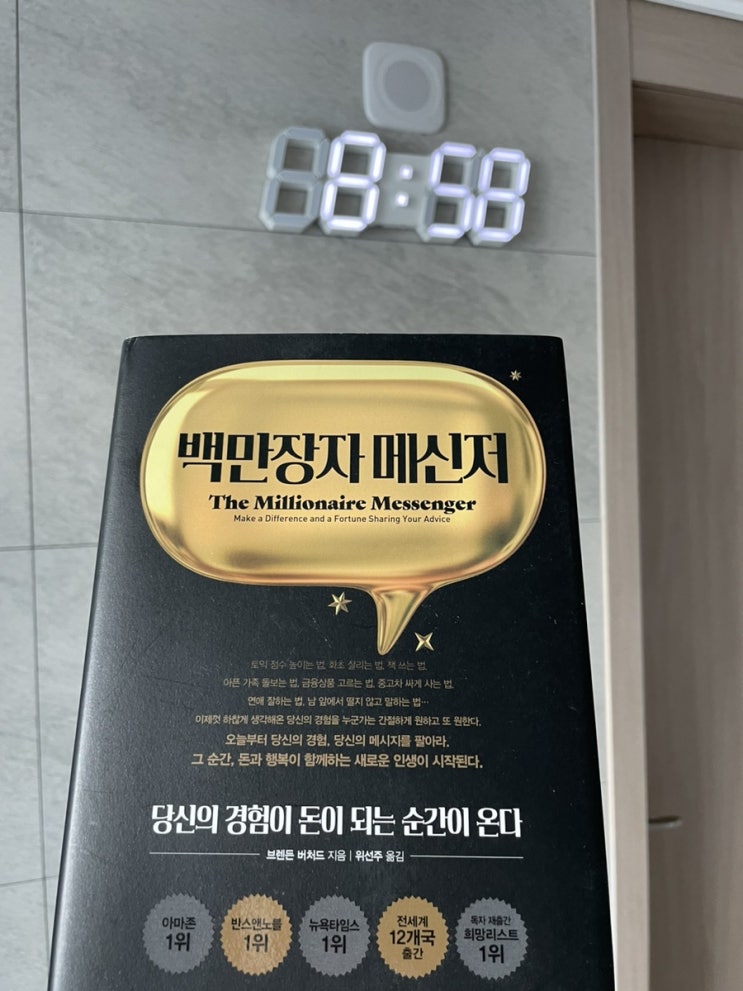 8:58
백만장자 메신저
The Millionaire Messenger
Make a Difference and a Fortune Sharing Your Advice
토익 점수 높이는 법, 화초 살리는 법, 책 쓰는 법,
아픈 가족 돌보는 법, 금융상품 고르는 법, 중고차 싸게 사는 법,
연애 잘하는 법, 남 앞에서 떨지 않고 말하는 법…
이제껏 하찮게 생각해온 당신의 경험을 누군가는 간절하게 원하고 또 원한다.
오늘부터 당신의 경험, 당신의 메시지를 팔아라.
그 순간, 돈과 행복이 함께하는 새로운 인생이 시작된다.
당신의 경험이 돈이 되는 순간이 온다
브렌든 버처드 지음 | 위선주 옮김
아마존
1위
반스앤노블
1위
뉴욕타임스
1위
전세계
12개국
출간
독자 재출간
희망리스트
1위